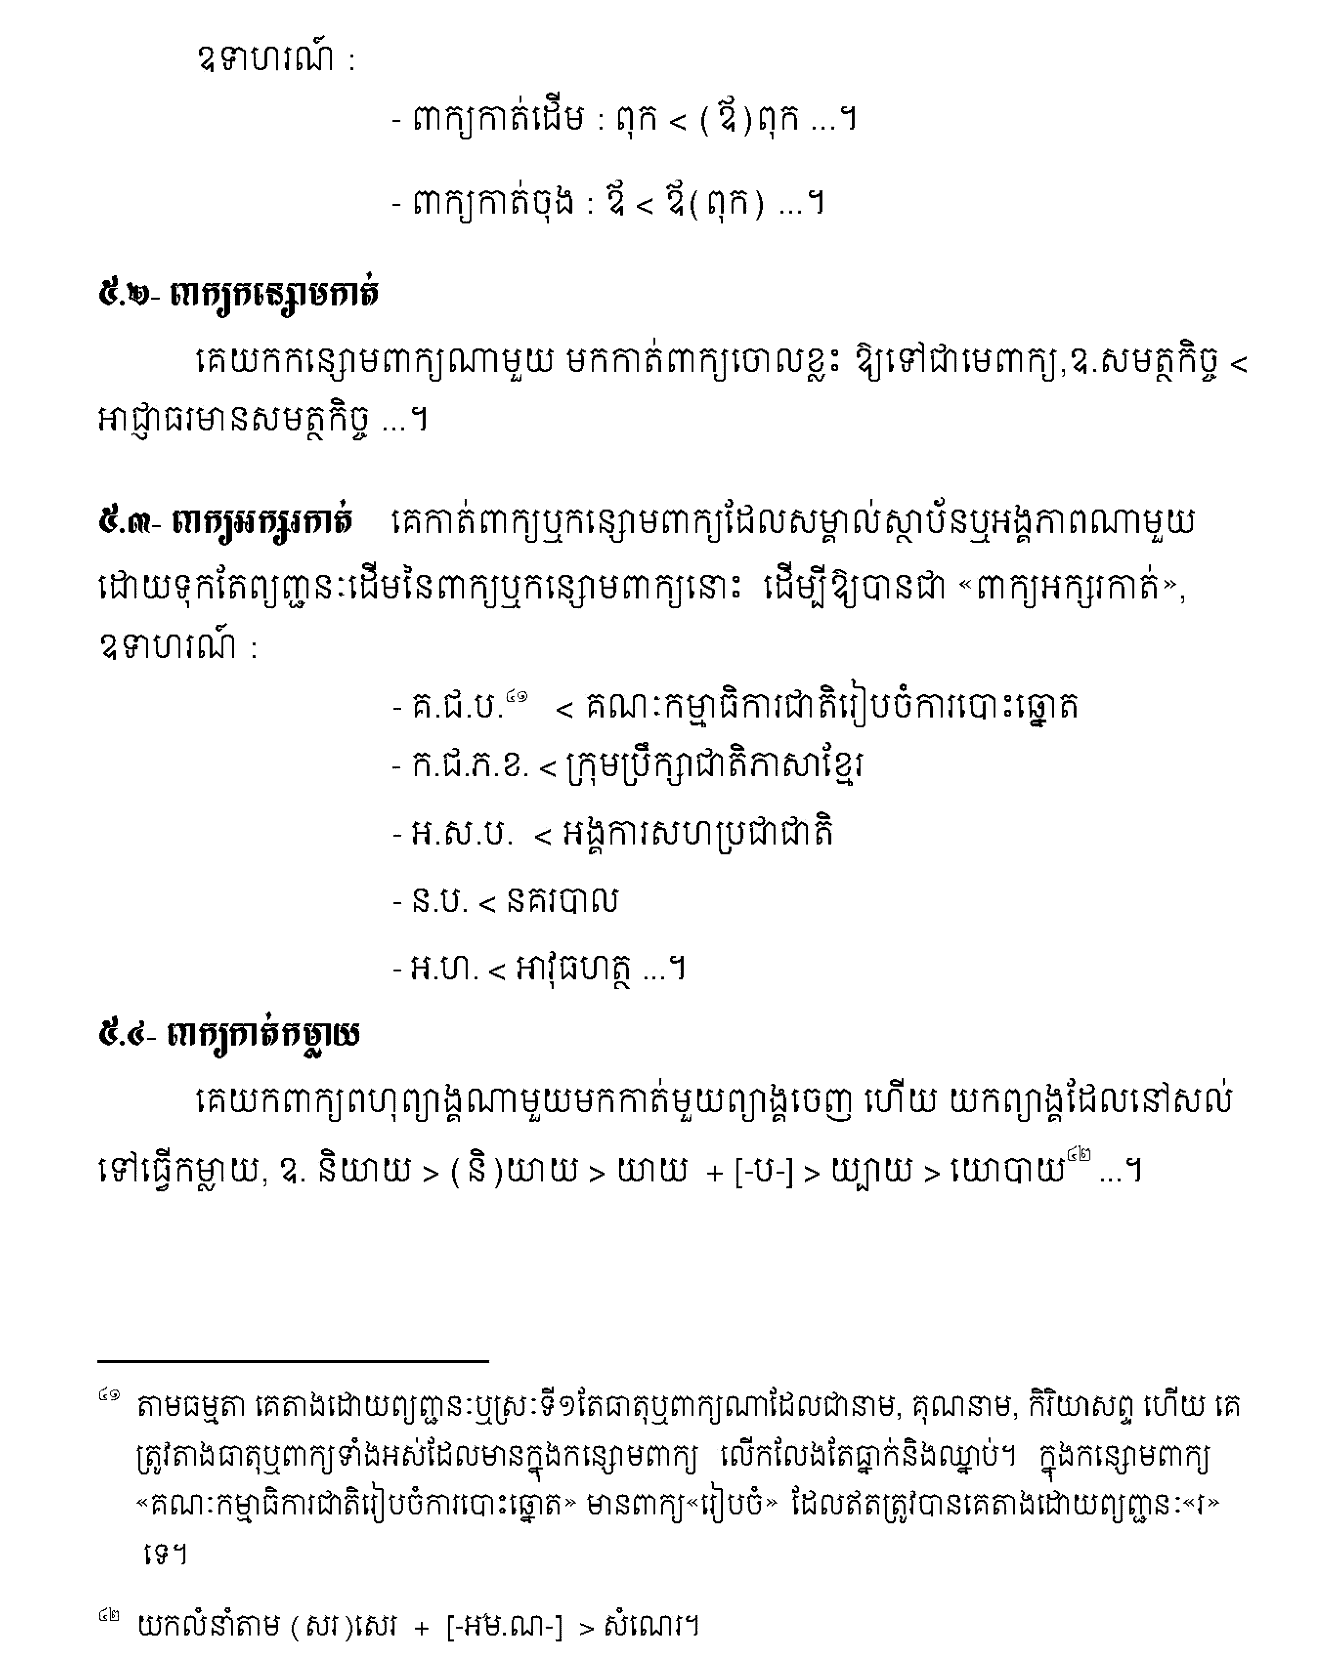 ឧទាហរណ៍ :
- ពាក្យកាត់ដើម : ពុក < (ឪ)ពុក ...។
- ពាក្យកាត់ចុង : ឪ < ឪ(ពុក) ...។
៥.២- ពាក្យកន្សោមកាត់
គេយកកន្សោមពាក្យណាមួយ មកកាត់ពាក្យចោលខ្លះ ឱ្យទៅជាមេពាក្យ,ឧ.សមត្ថកិច្ច <
អាជ្ញាធរមានសមត្ថកិច្ច ...។
៥.៣- ពាក្យអក្សរកាត់ គេកាត់ពាក្យឬកន្សោមពាក្យដែលសម្គាល់ស្ថាប័នឬអង្គភាពណាមួយ
ដោយទុកតែព្យញ្ជនៈដើមនៃពាក្យឬកន្សោមពាក្យនោះ ដើម្បីឱ្យបានជា «ពាក្យអក្សរកាត់»,
ឧទាហរណ៍ :
- គ.ជ.ប.៤១ < គណៈកម្មាធិការជាតិរៀបចំការបោះឆ្នោត
- ក.ជ.ភ.ខ. < ក្រុមប្រឹក្សាជាតិភាសាខ្មែរ
- អ.ស.ប. < អង្គការសហប្រជាជាតិ
- ន.ប. < នគរបាល
- អ.ហ. < អាវុធហត្ថ ...។
៥.៤- ពាក្យកាត់កម្លាយ
គេយកពាក្យពហុព្យាង្គណាមួយមកកាត់មួយព្យាង្គចេញ ហើយ យកព្យាង្គដែលនៅសល់
ទៅធ្វើកម្លាយ, ឧ. និយាយ > (និ)យាយ > យាយ + [-ប-] > យ្បាយ > យោបាយ៤២ ...។
៤១ តាមធម្មតា គេតាងដោយព្យញ្ជនៈឬស្រៈទី១តែធាតុឬពាក្យណាដែលជានាម, គុណនាម, កិរិយាសព្ទ ហើយ គេ
ត្រូវតាងធាតុឬពាក្យទាំងអស់ដែលមានក្នុងកន្សោមពាក្យ លើកលែងតែធ្នាក់និងឈ្នាប់។ ក្នុងកន្សោមពាក្យ
«គណៈកម្មាធិការជាតិរៀបចំការបោះឆ្នោត» មានពាក្យ«រៀបចំ» ដែលឥតត្រូវបានគេតាងដោយព្យញ្ជនៈ«រ»
ទេ។
៤២ យកលំនាំតាម (សរ)សេរ + [-អម.ណ-] > សំណេរ។